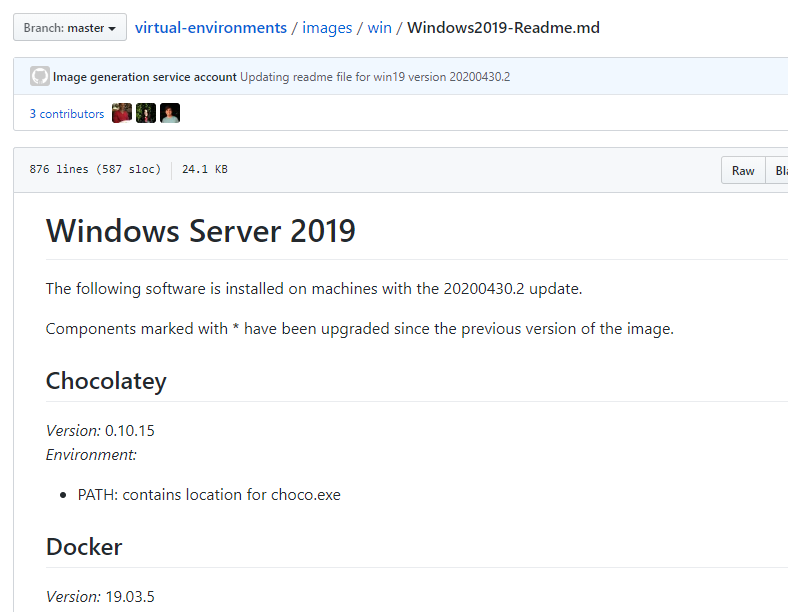 Branch: master
virtual-environments / images / win / Windows2019-Readme.md
Image generation service account Updating readme file for win19 version 20200430.2
3 contributors
876 lines (587 sloc) 24.1 KB
Raw
Windows Server 2019
The following software is installed on machines with the 20200430.2 update.
Components marked with * have been upgraded since the previous version of the image.
Chocolatey
Version: 0.10.15
Environment:
• PATH: contains location for choco.exe
Docker
Version: 19.03.5